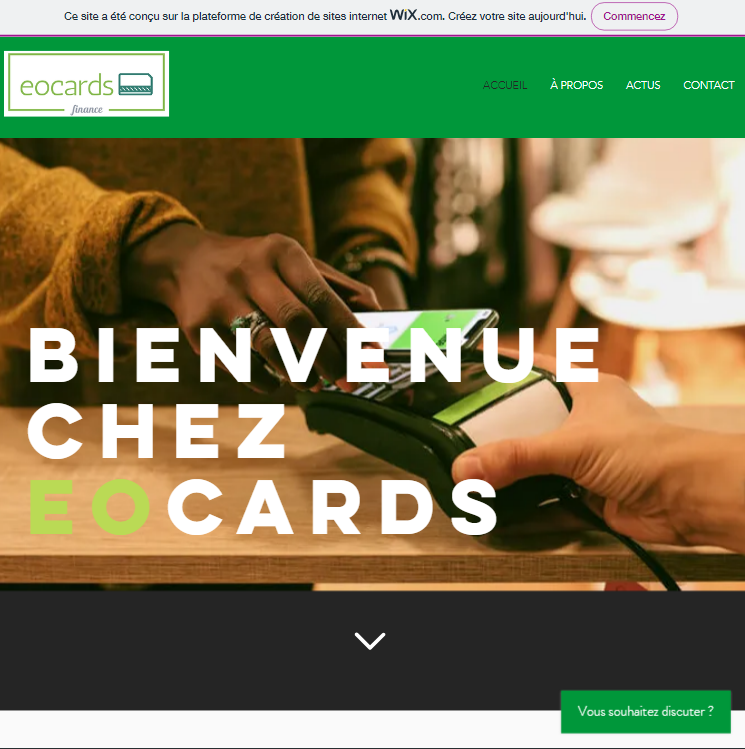 Ce site a été conçu sur la plateforme de création de sites internet WiX.com. Créez votre site aujourd'hui. Commencez
eocards
finance
ACCUEIL À PROPOS ACTUS CONTACT
BIENVENUE
CHEZ
EOCARDS
Vous souhaitez discuter ?